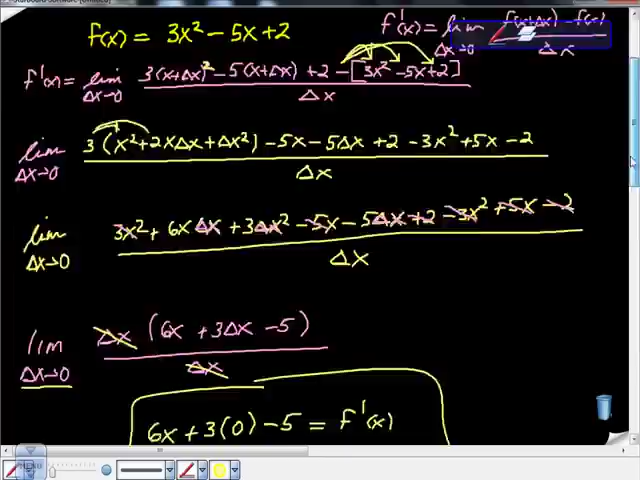 f(x) = 3x² - 5x + 2
f'(x) = lim Δx→0 f(x+Δx) - f(x) / Δx
f'(x) = lim Δx→0 3(x+Δx)² - 5(x+Δx) + 2 - [3x² - 5x + 2] / Δx
lim Δx→0 3(x² + 2xΔx + Δx²) - 5x - 5Δx + 2 - 3x² + 5x - 2 / Δx
lim Δx→0 3x² + 6xΔx + 3Δx² - 5x - 5Δx + 2 - 3x² + 5x - 2 / Δx
lim Δx→0 Δx (6x + 3Δx - 5) / Δx
6x + 3(0) - 5 = f'(x)
MENU